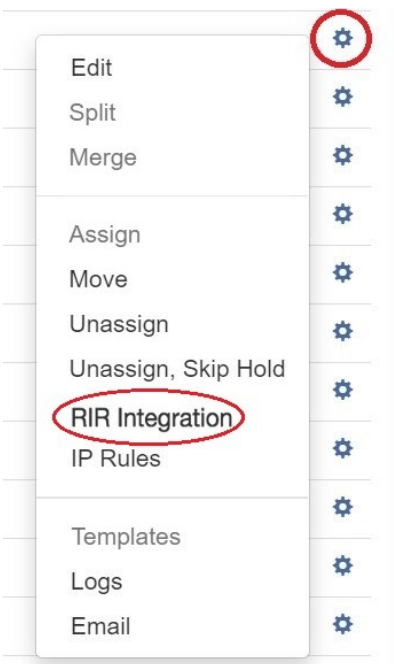 Edit
Split
Merge
Assign
Move
Unassign
Unassign, Skip Hold
RIR Integration
IP Rules
Templates
Logs
Email